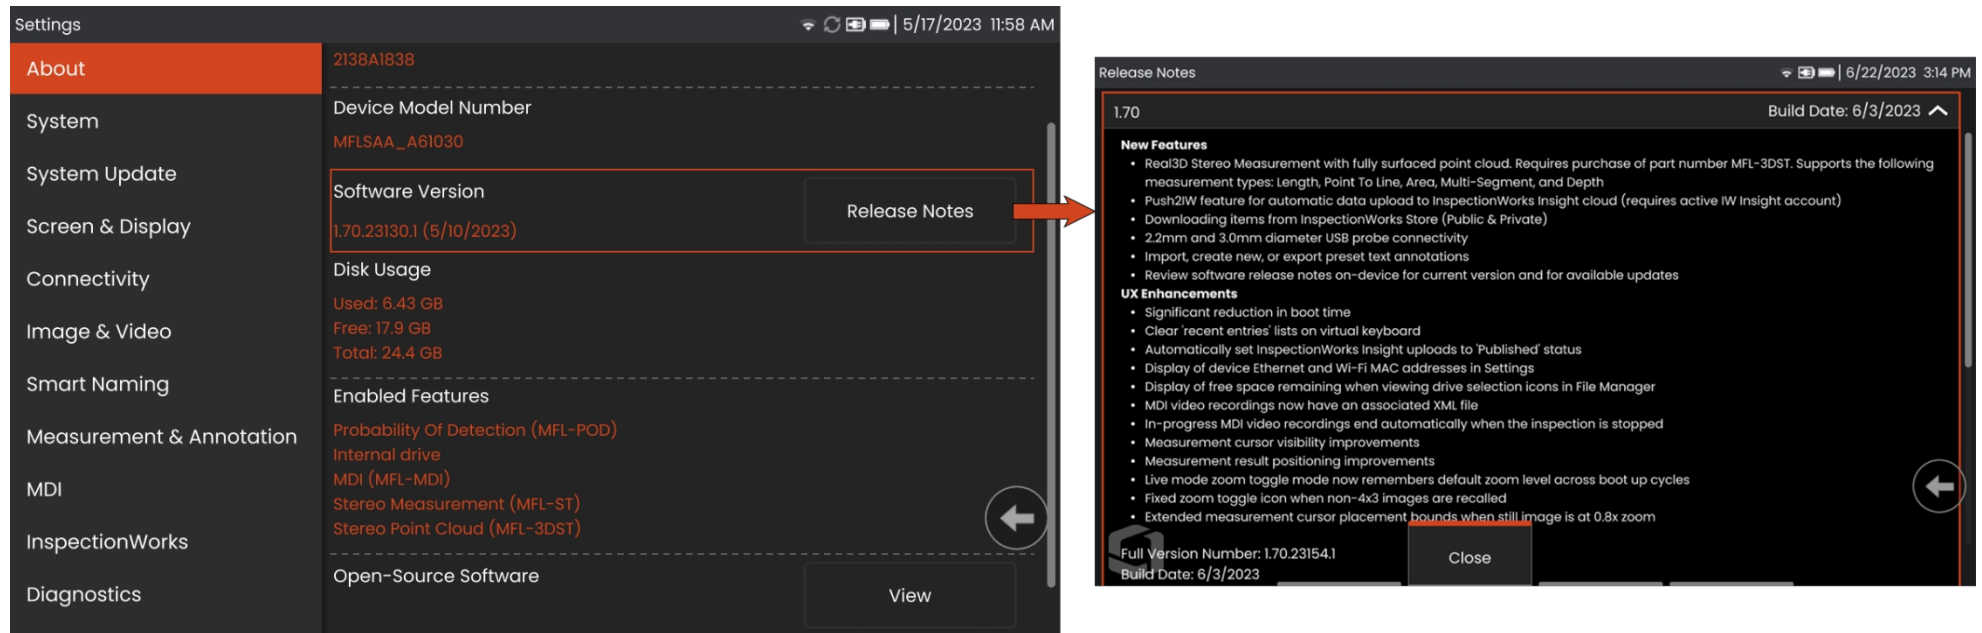 Settings
5/17/2023 11:58 AM
About
System
System Update
Screen & Display
Connectivity
Image & Video
Smart Naming
Measurement & Annotation
MDI
InspectionWorks
Diagnostics
2138A1838
Device Model Number
MFLSAA_A61030
Software Version
1.70.23130.1 (5/10/2023)
Release Notes
Disk Usage
Used: 6.43 GB
Free: 17.9 GB
Total: 24.4 GB
Enabled Features
Probability Of Detection (MFL-POD)
Internal drive
MDI (MFL-MDI)
Stereo Measurement (MFL-ST)
Stereo Point Cloud (MFL-3DST)
Open-Source Software
View
Release Notes
6/22/2023 3:14 PM
1.70
Build Date: 6/3/2023
New Features
• Real3D Stereo Measurement with fully surfaced point cloud. Requires purchase of part number MFL-3DST. Supports the following
measurement types: Length, Point To Line, Area, Multi-Segment, and Depth
• Push2IW feature for automatic data upload to InspectionWorks Insight cloud (requires active IW Insight account)
• Downloading items from InspectionWorks Store (Public & Private)
• 2.2mm and 3.0mm diameter USB probe connectivity
• Import, create new, or export preset text annotations
• Review software release notes on-device for current version and for available updates
UX Enhancements
• Significant reduction in boot time
• Clear 'recent entries' lists on virtual keyboard
• Automatically set InspectionWorks Insight uploads to 'Published' status
• Display of device Ethernet and Wi-Fi MAC addresses in Settings
• Display of free space remaining when viewing drive selection icons in File Manager
• MDI video recordings now have an associated XML file
• In-progress MDI video recordings end automatically when the inspection is stopped
• Measurement cursor visibility improvements
• Measurement result positioning improvements
• Live mode zoom toggle mode now remembers default zoom level across boot up cycles
• Fixed zoom toggle icon when non-4x3 images are recalled
• Extended measurement cursor placement bounds when still image is at 0.8x zoom
Full Version Number: 1.70.23154.1
Build Date: 6/3/2023
Close